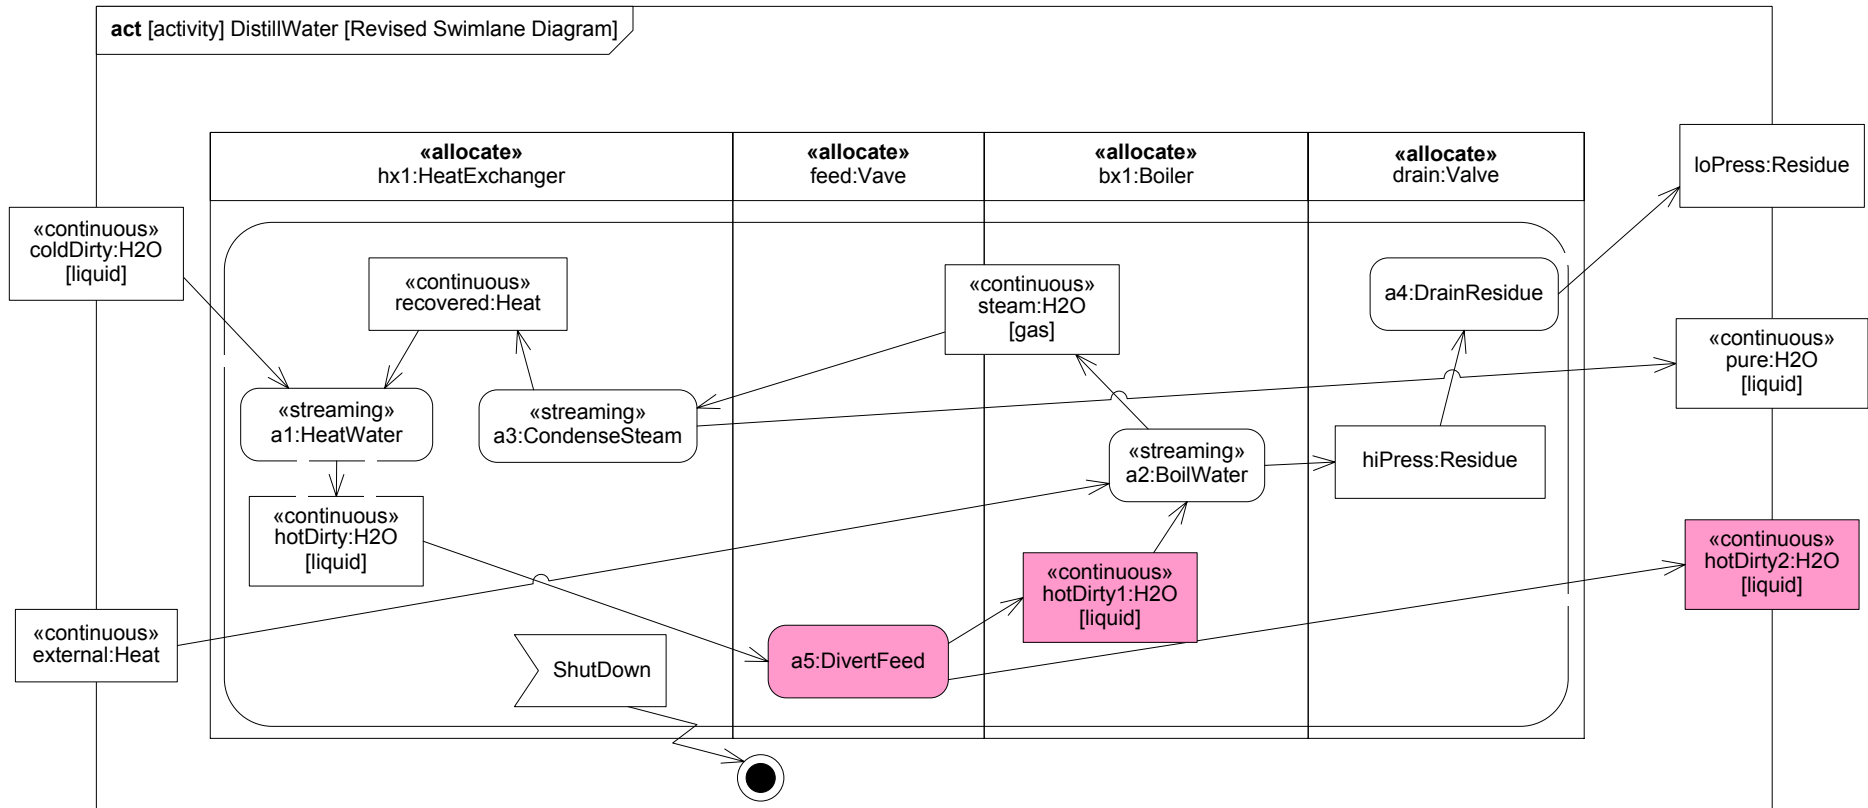 act [activity] DistillWater [Revised Swimlane Diagram]
«allocate»
hx1:HeatExchanger
«allocate»
feed:Vave
«allocate»
bx1:Boiler
«allocate»
drain:Valve
loPress:Residue
«continuous»
coldDirty:H2O
[liquid]
«continuous»
recovered:Heat
«continuous»
steam:H2O
[gas]
a4:DrainResidue
«continuous»
pure:H2O
[liquid]
«streaming»
a1:HeatWater
«streaming»
a3:CondenseSteam
«streaming»
a2:BoilWater
hiPress:Residue
«continuous»
hotDirty:H2O
[liquid]
«continuous»
hotDirty1:H2O
[liquid]
«continuous»
hotDirty2:H2O
[liquid]
«continuous»
external:Heat
ShutDown
a5:DivertFeed